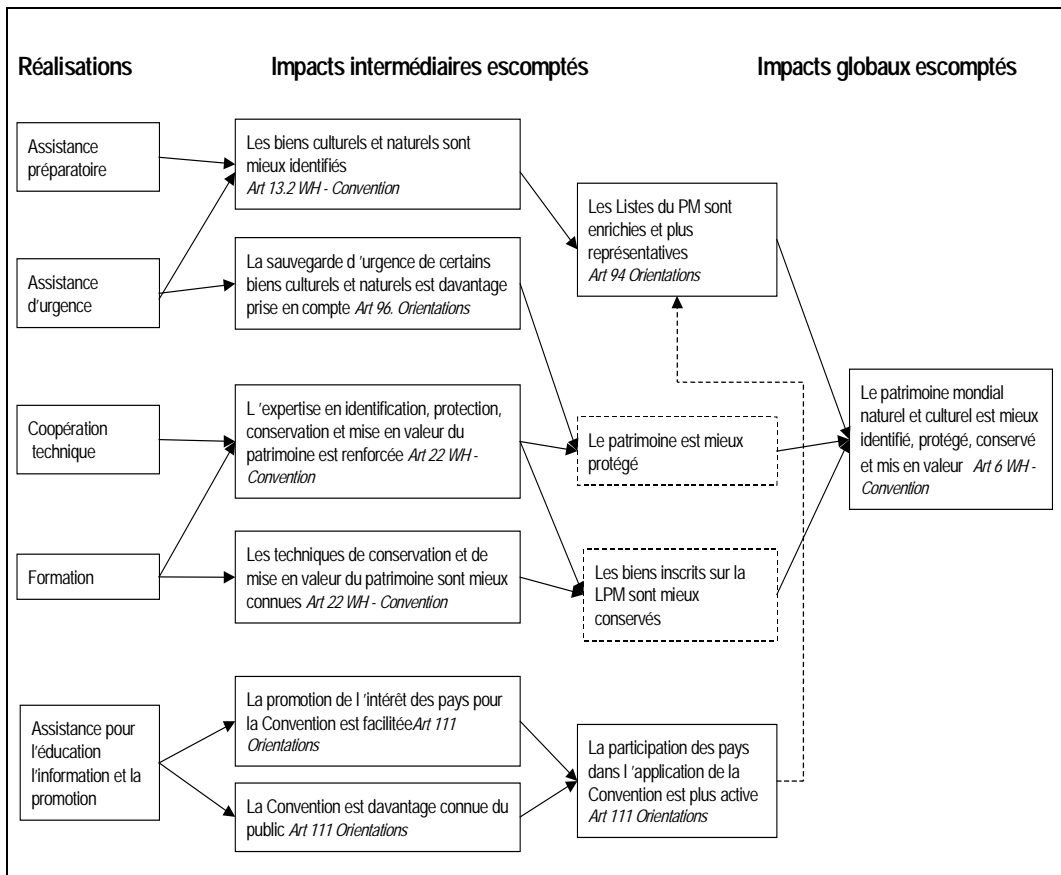 Réalisations
Impacts intermédiaires escomptés
Impacts globaux escomptés
Assistance
préparatoire
Les biens culturels et naturels sont
mieux identifiés
Art 13.2 WH - Convention
Les Listes du PM sont
enrichies et plus
représentatives
Art 94 Orientations
Assistance
d'urgence
La sauvegarde d 'urgence de certains
biens culturels et naturels est davantage
prise en compte Art 96. Orientations
Coopération
technique
L 'expertise en identification, protection,
conservation et mise en valeur du
patrimoine est renforcée Art 22 WH -
Convention
Le patrimoine est mieux
protégé
Le patrimoine mondial
naturel et culturel est mieux
identifié, protégé, conservé
et mis en valeur Art 6 WH -
Convention
Formation
Les techniques de conservation et de
mise en valeur du patrimoine sont mieux
connues Art 22 WH - Convention
Les biens inscrits sur la
LPM sont mieux
conservés
Assistance pour
l'éducation
l'information et la
promotion
La promotion de l 'intérêt des pays pour
la Convention est facilitéeArt 111
Orientations
La Convention est davantage connue du
public Art 111 Orientations
La participation des pays
dans l 'application de la
Convention est plus active
Art 111 Orientations